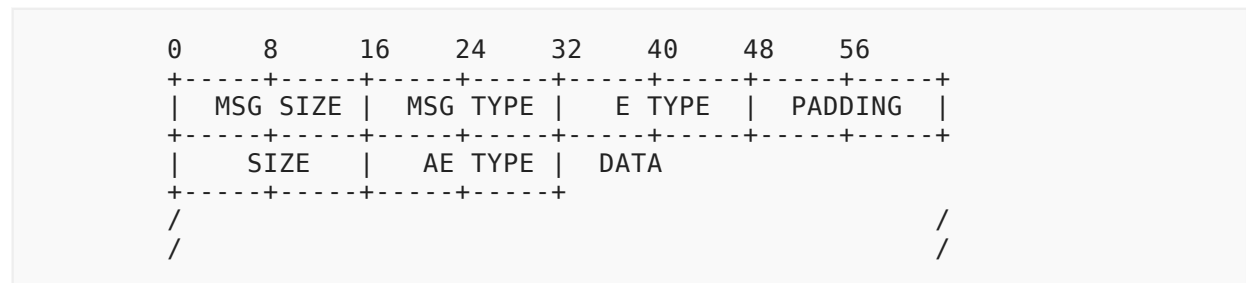 0     8     16    24    32    40    48    56
+-----+-----+-----+-----+-----+-----+-----+-----+
|  MSG SIZE |  MSG TYPE |   E TYPE  |  PADDING  |
+-----+-----+-----+-----+-----+-----+-----+-----+
|    SIZE   |   AE TYPE |  DATA
+-----+-----+-----+-----+
/                                               /
/                                               /